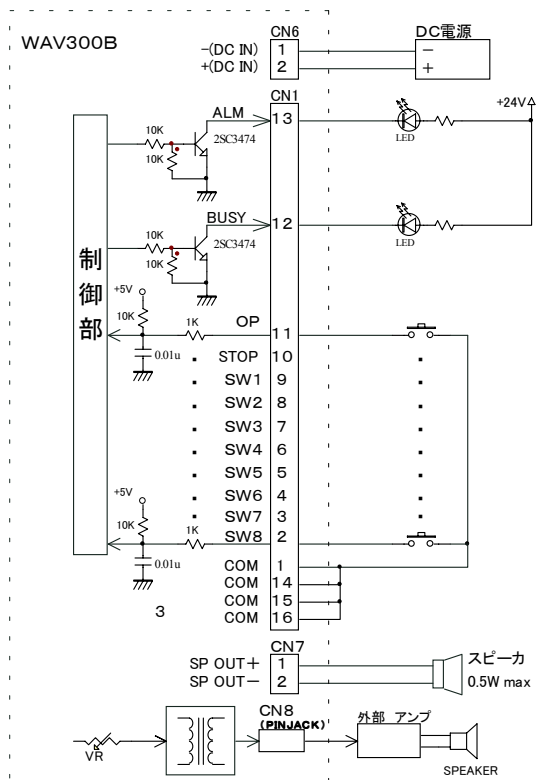 WAV300B
CN6
DC電源
-(DC IN) 1 −
+(DC IN) 2 +
CN1
+24V
ALM 13
10K
10K
2SC3474
LED
BUSY 12
10K
10K
2SC3474
LED
制御部
+5V
10K
1K
OP 11
0.01u
STOP 10
SW1 9
SW2 8
SW3 7
SW4 6
SW5 5
SW6 4
SW7 3
SW8 2
+5V
10K
1K
0.01u
COM 1
COM 14
COM 15
COM 16
3
CN7
SP OUT+ 1
SP OUT− 2
スピーカ
0.5W max
CN8
(PINJACK)
外部 アンプ
VR
SPEAKER